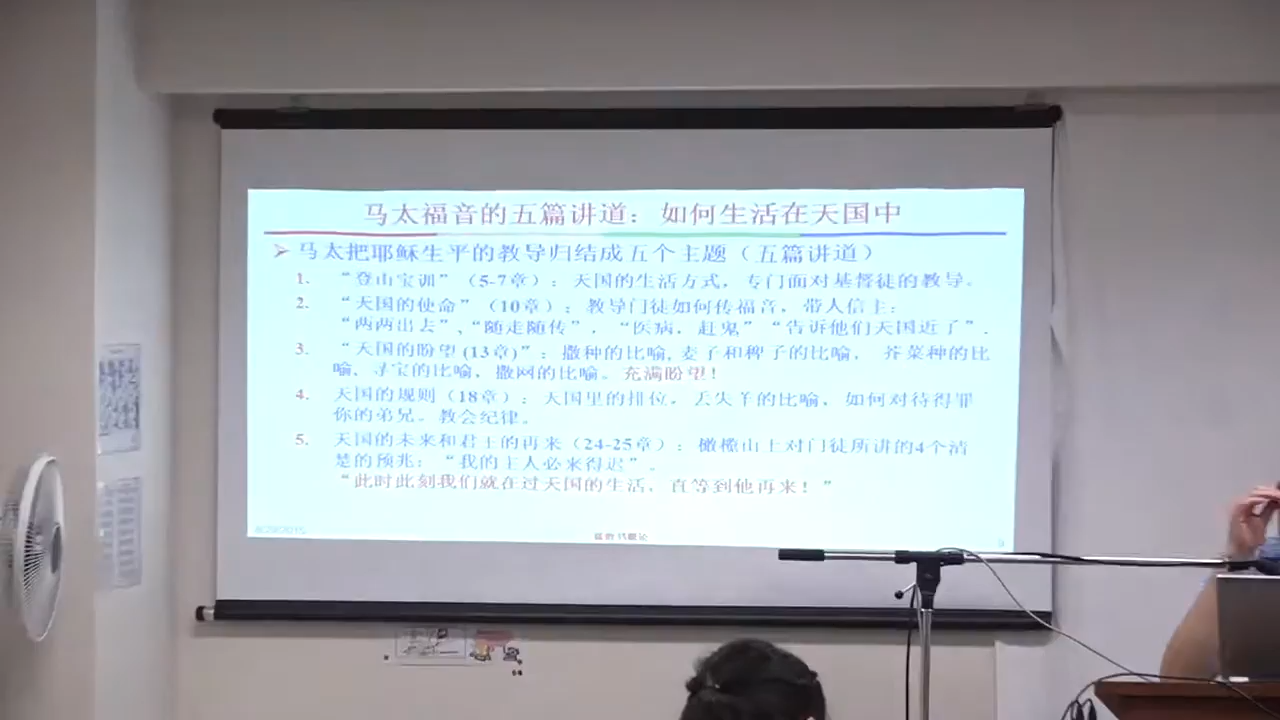 马太福音的五篇讲道：如何生活在天国中
马太把耶稣生平的教导归结成五个主题（五篇讲道）
1. “登山宝训”（5-7章）：天国的生活方式，专门面对基督徒的教导。
2. “天国的使命”（10章）：教导门徒如何传福音，带人信主：
“两两出去”、“随走随传”，“医病，赶鬼”“告诉他们天国近了”.
3. “天国的盼望(13章)”：撒种的比喻, 麦子和稗子的比喻， 芥菜种的比
喻、寻宝的比喻，撒网的比喻。充满盼望！
4. 天国的规则（18章）：天国里的排位，丢失羊的比喻，如何对待得罪
你的弟兄。教会纪律。
5. 天国的未来和君王的再来（24-25章）：橄榄山上对门徒所讲的4个清
楚的预兆：“我的主人必来得迟”。
“此时此刻我们就在过天国的生活，直等到他再来！”